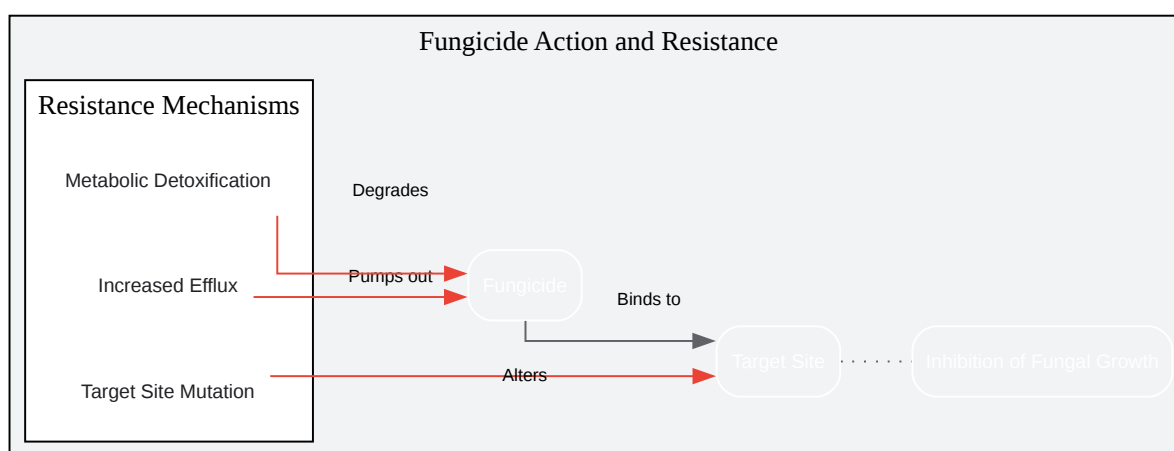 Fungicide Action and Resistance
Resistance Mechanisms
Metabolic Detoxification
Degrades
Increased Efflux
Pumps out
Fungicide
Binds to
Target Site
Inhibition of Fungal Growth
Target Site Mutation
Alters